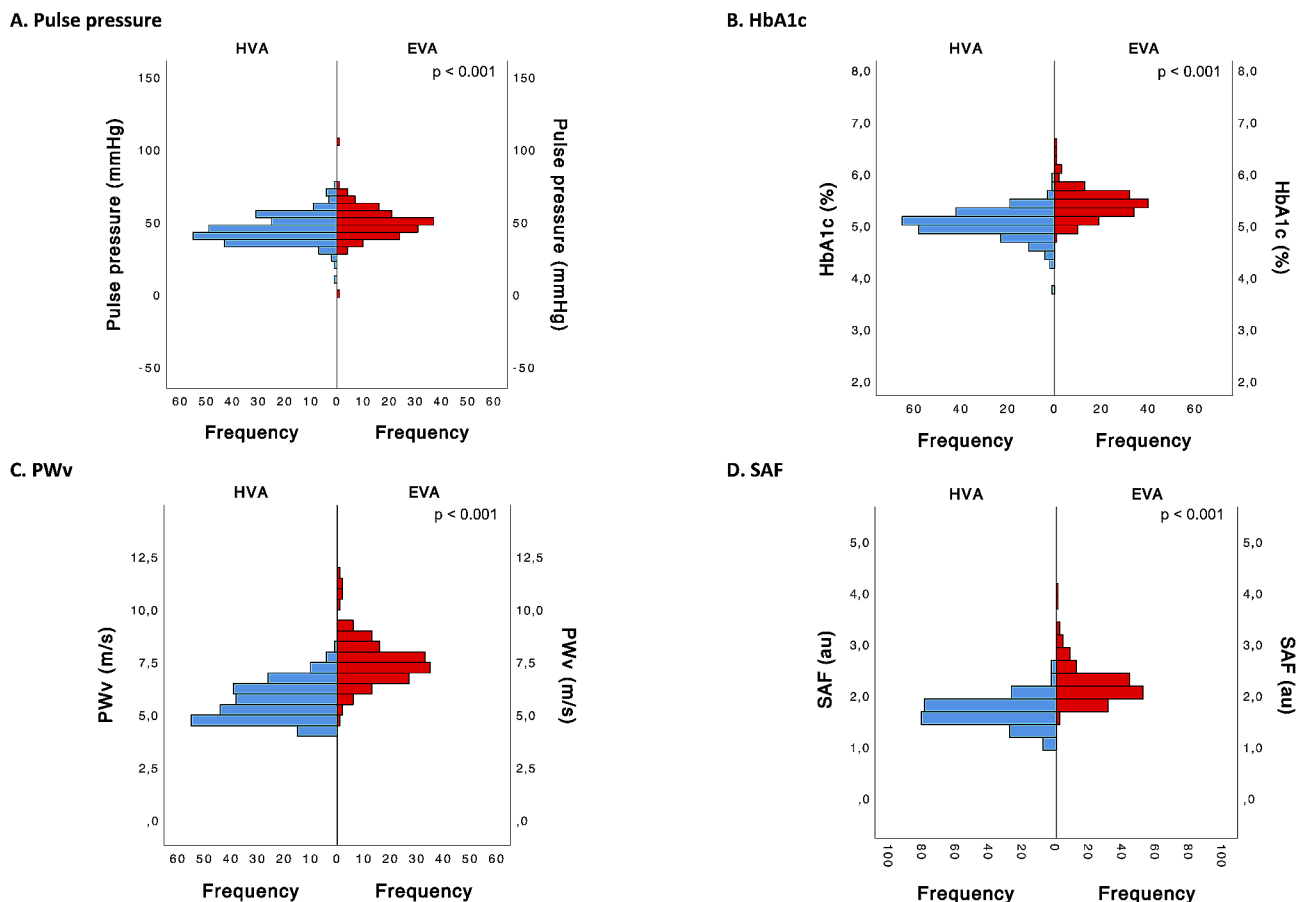 A. Pulse pressure
HVA EVA
p < 0.001
Pulse pressure (mmHg)
150
100
50
0
-50
150
100
50
0
-50
Pulse pressure (mmHg)
60 50 40 30 20 10 0 10 20 30 40 50 60
Frequency Frequency
B. HbA1c
HVA EVA
p < 0.001
HbA1c (%)
8,0
7,0
6,0
5,0
4,0
3,0
2,0
8,0
7,0
6,0
5,0
4,0
3,0
2,0
HbA1c (%)
60 40 20 0 20 40 60
Frequency Frequency
C. PWv
HVA EVA
p < 0.001
PWv (m/s)
12,5
10,0
7,5
5,0
2,5
,0
12,5
10,0
7,5
5,0
2,5
,0
PWv (m/s)
60 50 40 30 20 10 0 10 20 30 40 50 60
Frequency Frequency
D. SAF
HVA EVA
p < 0.001
SAF (au)
5,0
4,0
3,0
2,0
1,0
,0
5,0
4,0
3,0
2,0
1,0
,0
SAF (au)
100 80 60 40 20 0 20 40 60 80 100
Frequency Frequency